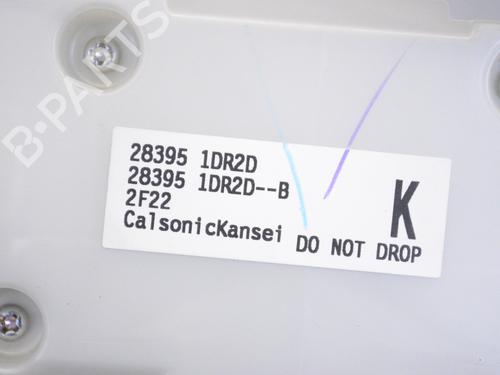 B-PARTS
28395 1DR2D
28395 1DR2D--B
2F22
CalsonicKansei DO NOT DROP
K